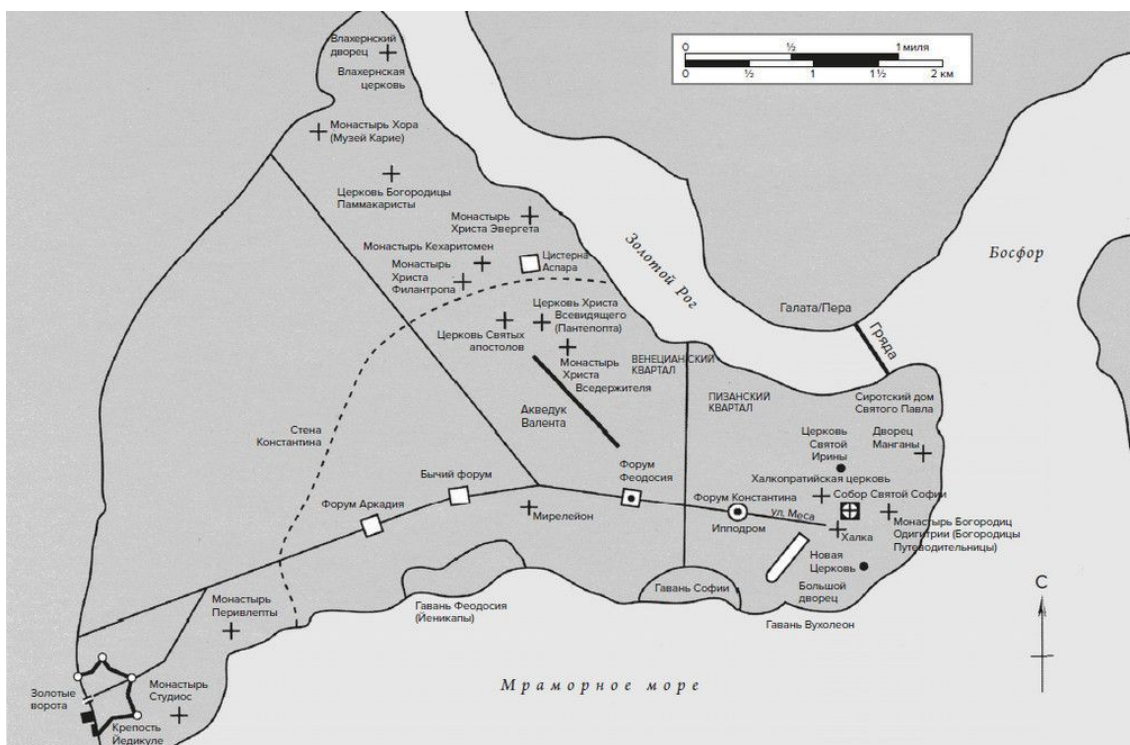 Влахернский
дворец
Влахернская
церковь
0 ½ 1 миля
0 ½ 1 1½ 2 км
Монастырь Хора
(Музей Карие)
Церковь Богородицы
Паммакаристы
Монастырь
Христа Эвергета
Монастырь Кехаритомен
Монастырь
Христа
Филантропа
Цистерна
Аспара
Золотой Рог
Босфор
Галата/Пера
Гряда
Церковь Христа
Всевидящего
(Пантепопта)
Церковь Святых
апостолов
Монастырь
Христа
Вседержителя
ВЕНЕЦИАНСКИЙ
КВАРТАЛ
ПИЗАНСКИЙ
КВАРТАЛ
Сиротский дом
Святого Павла
Акведук
Валента
Стена
Константина
Церковь
Святой
Ирины
Дворец
Манганы
Бычий форум
Форум
Феодосия
Халкопратийская церковь
Форум Аркадия
Форум Константина
Собор Святой Софии
Мирелейон
ул. Меса
Ипподром
Халка
Монастырь Богородиц
Одигитрии (Богородицы
Путеводительницы)
Новая
Церковь
Большой
дворец
Гавань Софии
Гавань Вухолеон
Гавань Феодосия
(Йеникапы)
Монастырь
Перивлепты
С
Золотые
ворота
Монастырь
Студиос
Крепость
Йедикуле
Мраморное море